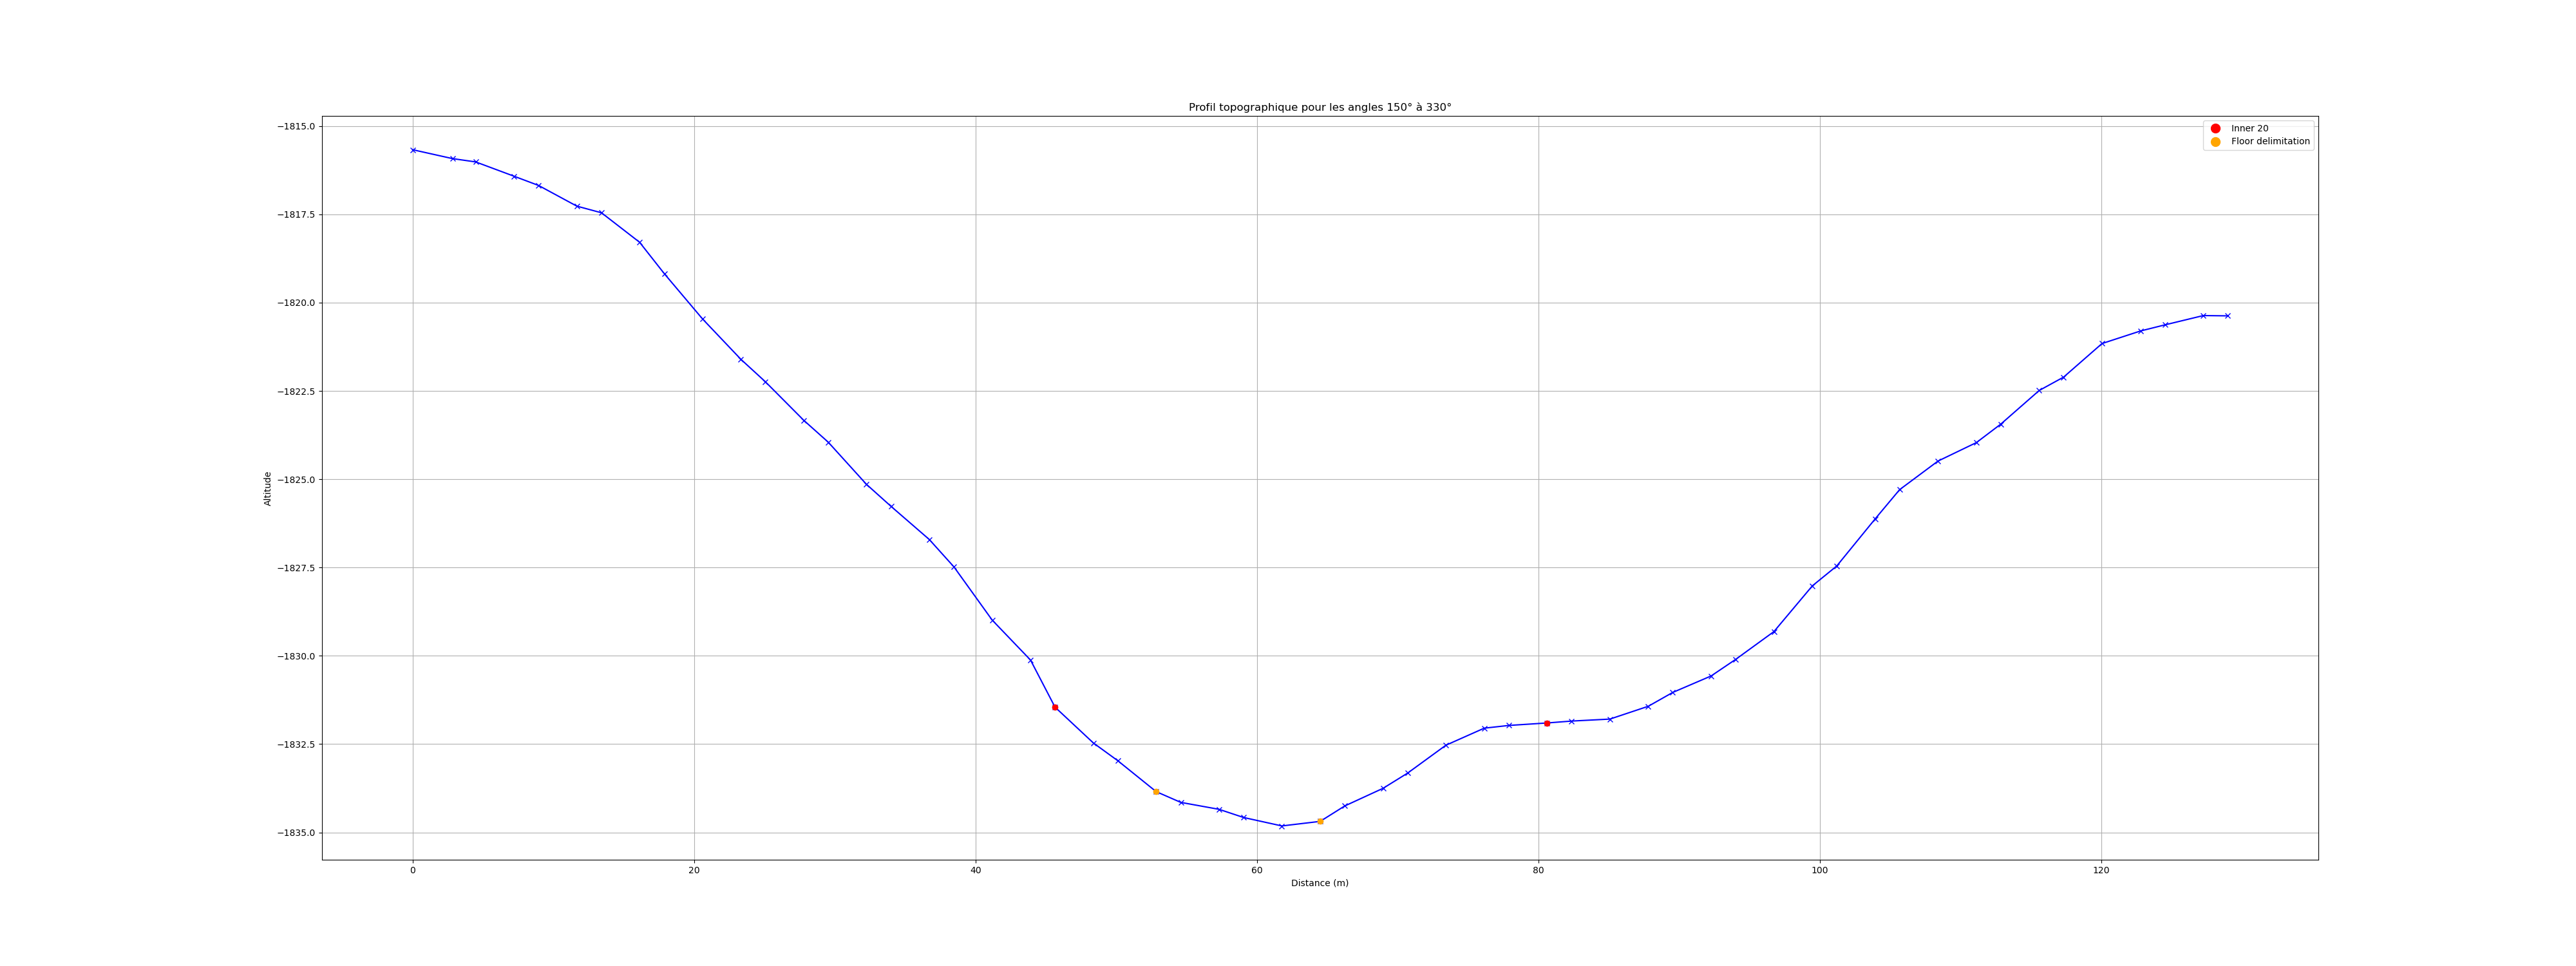 Profil topographique pour les angles 150° à 330°
Inner 20
Floor delimitation
−1815.0
−1817.5
−1820.0
−1822.5
−1825.0
−1827.5
−1830.0
−1832.5
−1835.0
Altitude
0 20 40 60 80 100 120
Distance (m)